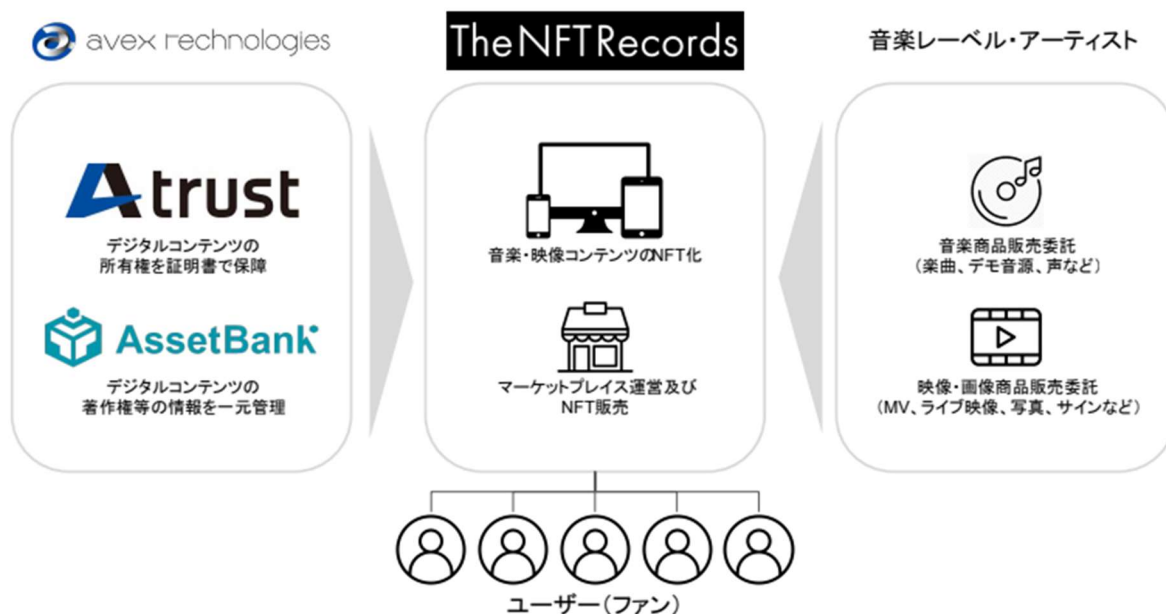 avex technologies
TheNFTRecords
音楽レーベル・アーティスト
Atrust
デジタルコンテンツの
所有権を証明書で保障
AssetBank
デジタルコンテンツの
著作権等の情報を一元管理
音楽・映像コンテンツのNFT化
マーケットプレイス運営及び
NFT販売
音楽商品販売委託
(楽曲、デモ音源、声など)
映像・画像商品販売委託
(MV、ライブ映像、写真、サインなど)
ユーザー(ファン)